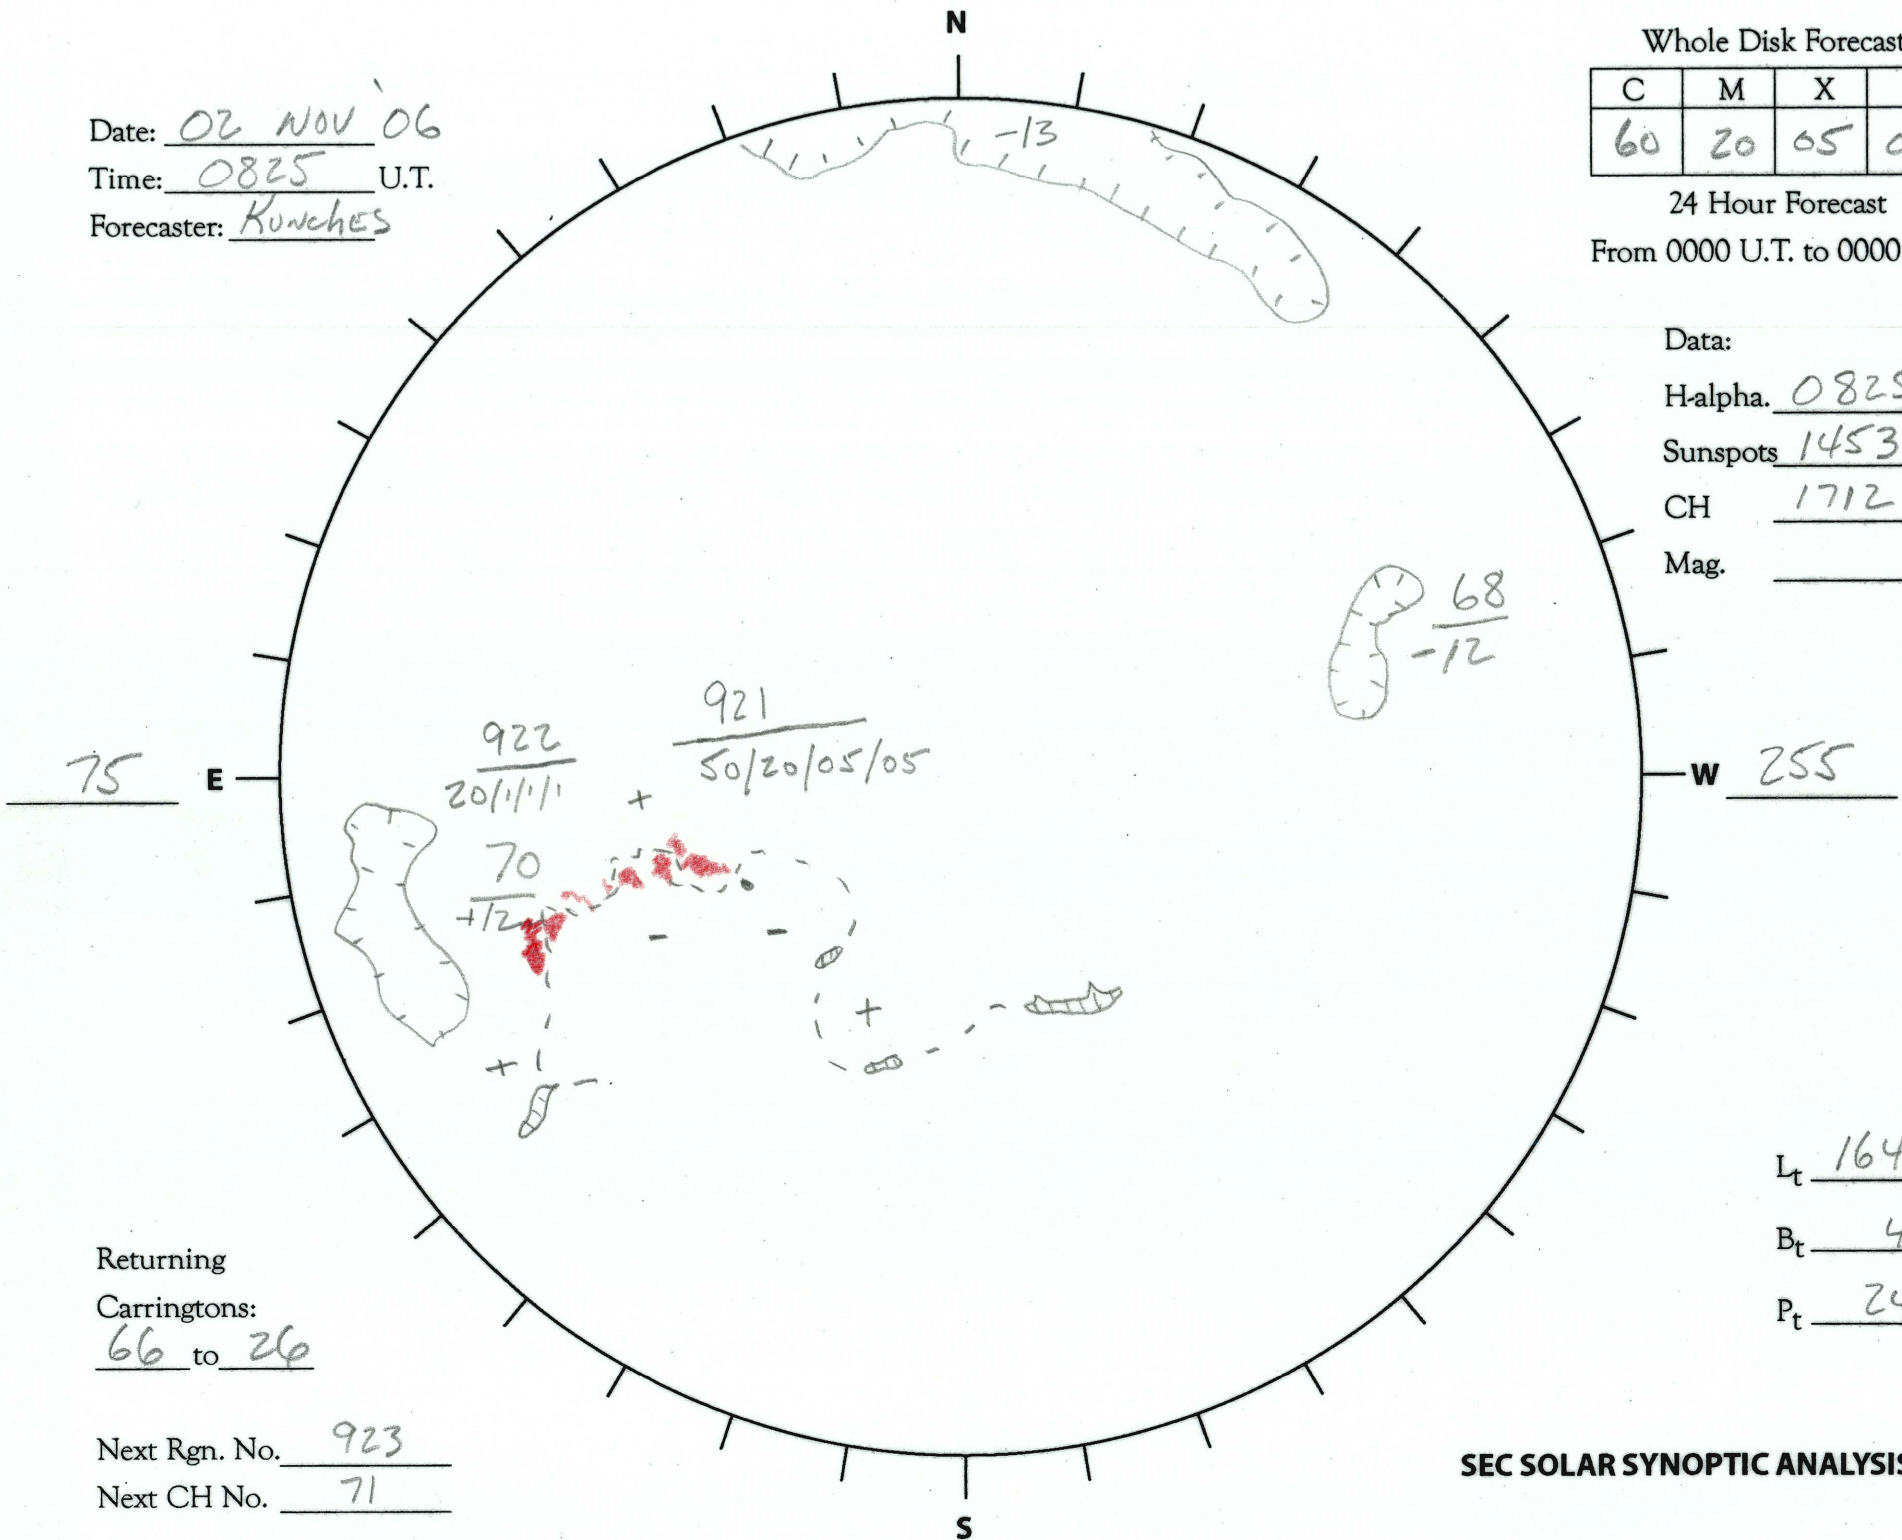 N
Whole Disk Forecast
C M X
60 20 05 0
24 Hour Forecast
From 0000 U.T. to 0000
Date: 02 NOV '06
Time: 0825 U.T.
Forecaster: KUNCHES
-13
Data:
H-alpha. 0825
Sunspots 1453
CH 1712
Mag.
68
-12
921
50/20/05/05
922
20/1/1/1
75 E
W 255
+
70
+/2
- -
+
+ -
Lt 164
Bt 4
Pt
Returning
Carringtons:
66 to 26
Next Rgn. No. 923
Next CH No. 71
SEC SOLAR SYNOPTIC ANALYSIS
S